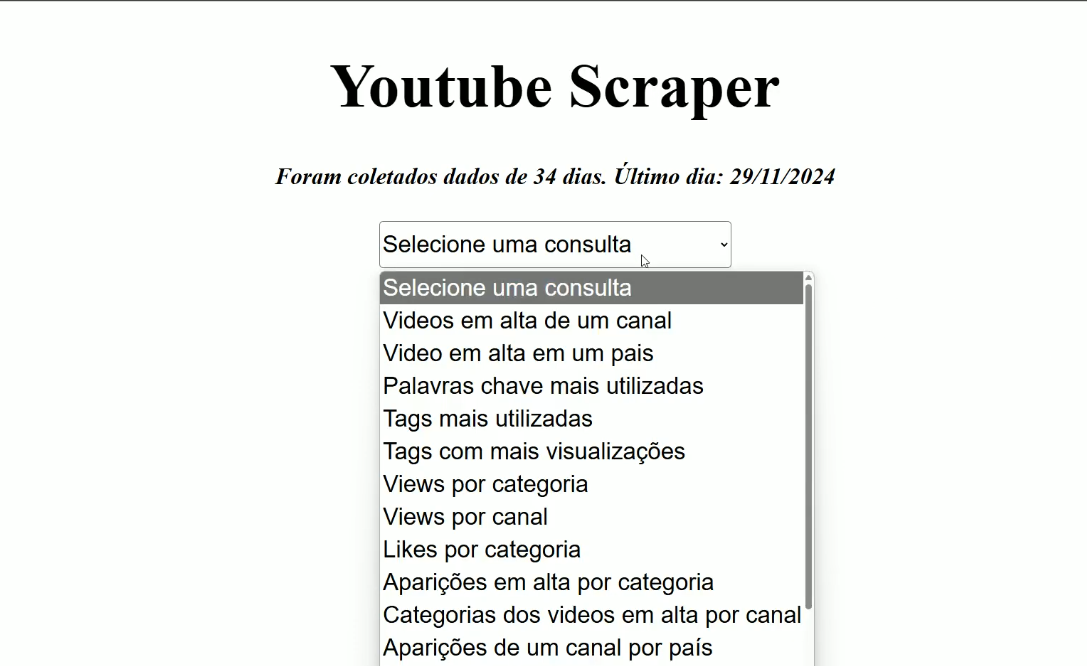 Youtube Scraper
Foram coletados dados de 34 dias. Último dia: 29/11/2024
Selecione uma consulta
Selecione uma consulta
Videos em alta de um canal
Video em alta em um pais
Palavras chave mais utilizadas
Tags mais utilizadas
Tags com mais visualizações
Views por categoria
Views por canal
Likes por categoria
Aparições em alta por categoria
Categorias dos videos em alta por canal
Aparições de um canal por país